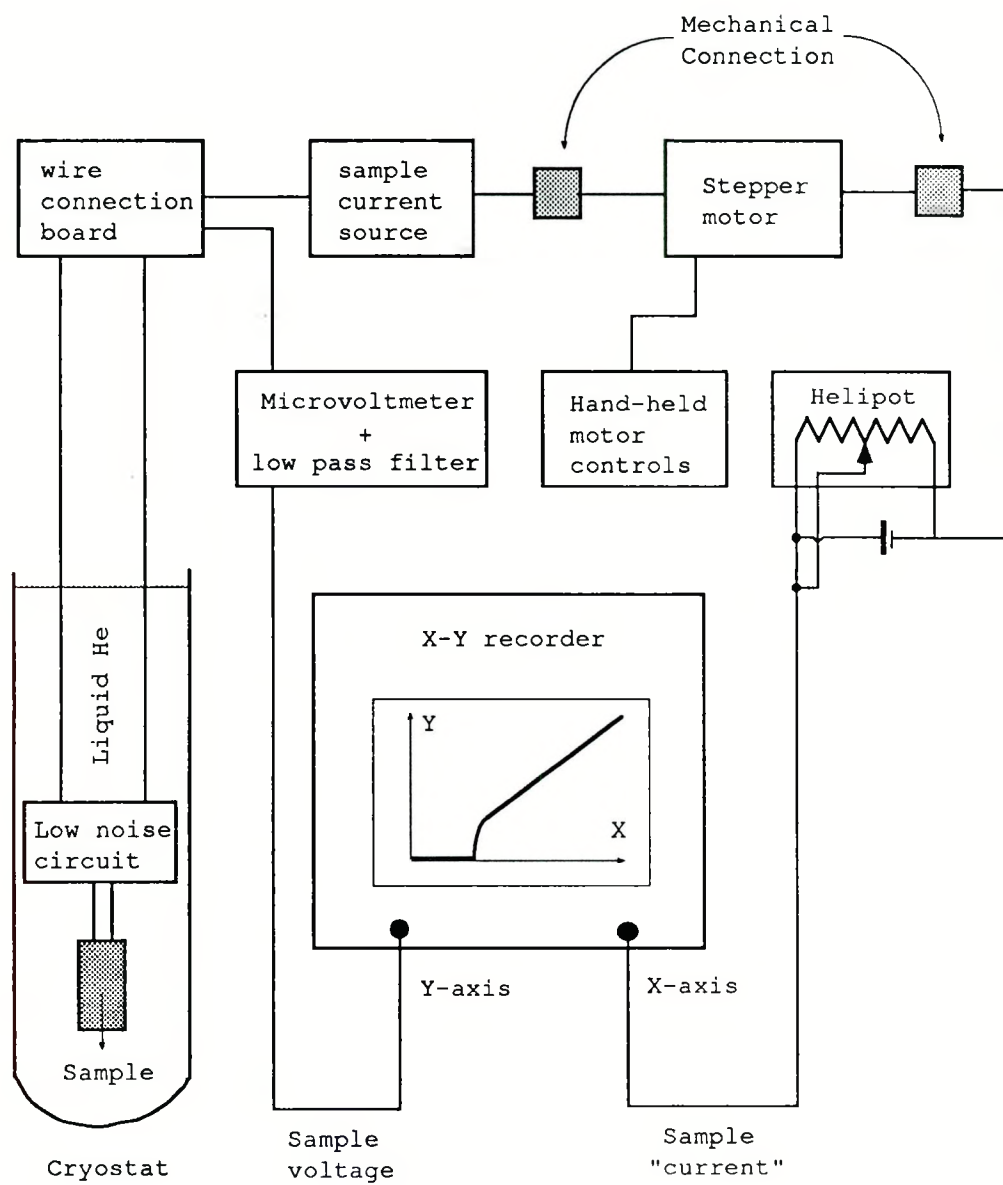 Mechanical
Connection
wire
connection
board
sample
current
source
Stepper
motor
Microvoltmeter
+
low pass filter
Hand-held
motor
controls
Helipot
Liquid He
X-Y recorder
Y
X
Low noise
circuit
Y-axis
X-axis
Sample
Sample
voltage
Sample
"current"
Cryostat